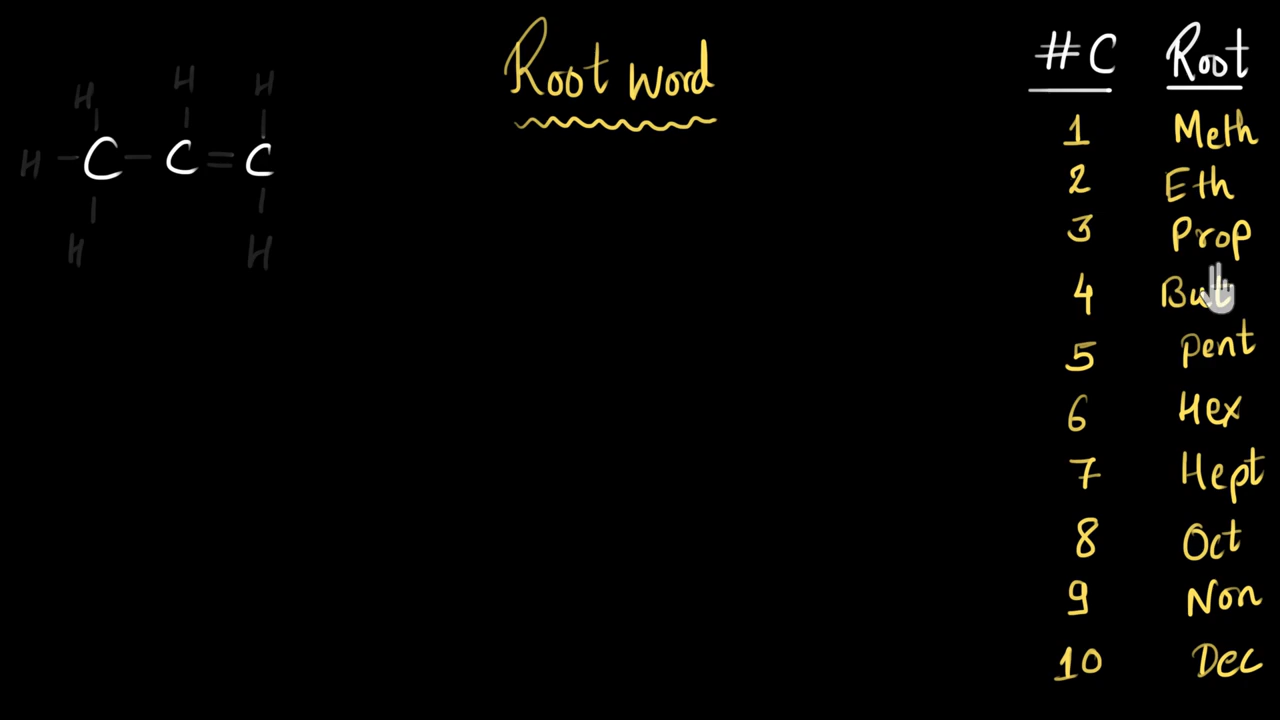 Root word
#C Root
1 Meth
2 Eth
3 Prop
4 But
5 Pent
6 Hex
7 Hept
8 Oct
9 Non
10 Dec
H H H
H - C - C = C
H H